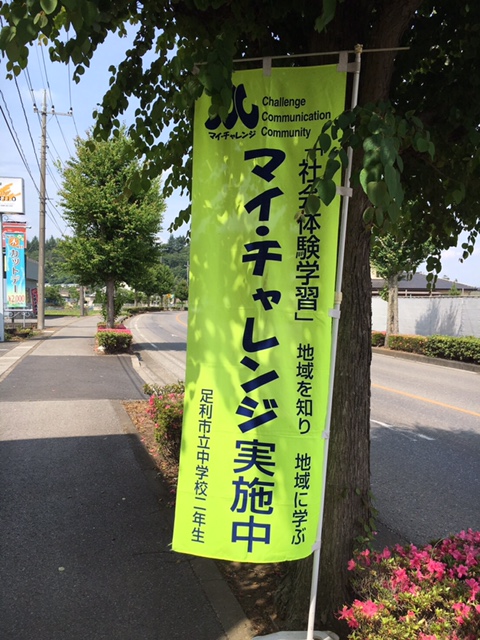 Challenge
Communication
Community
マイ・チャレンジ
「社会体験学習」 地域を知り 地域に学ぶ
マイ・チャレンジ実施中
足利市立中学校二年生